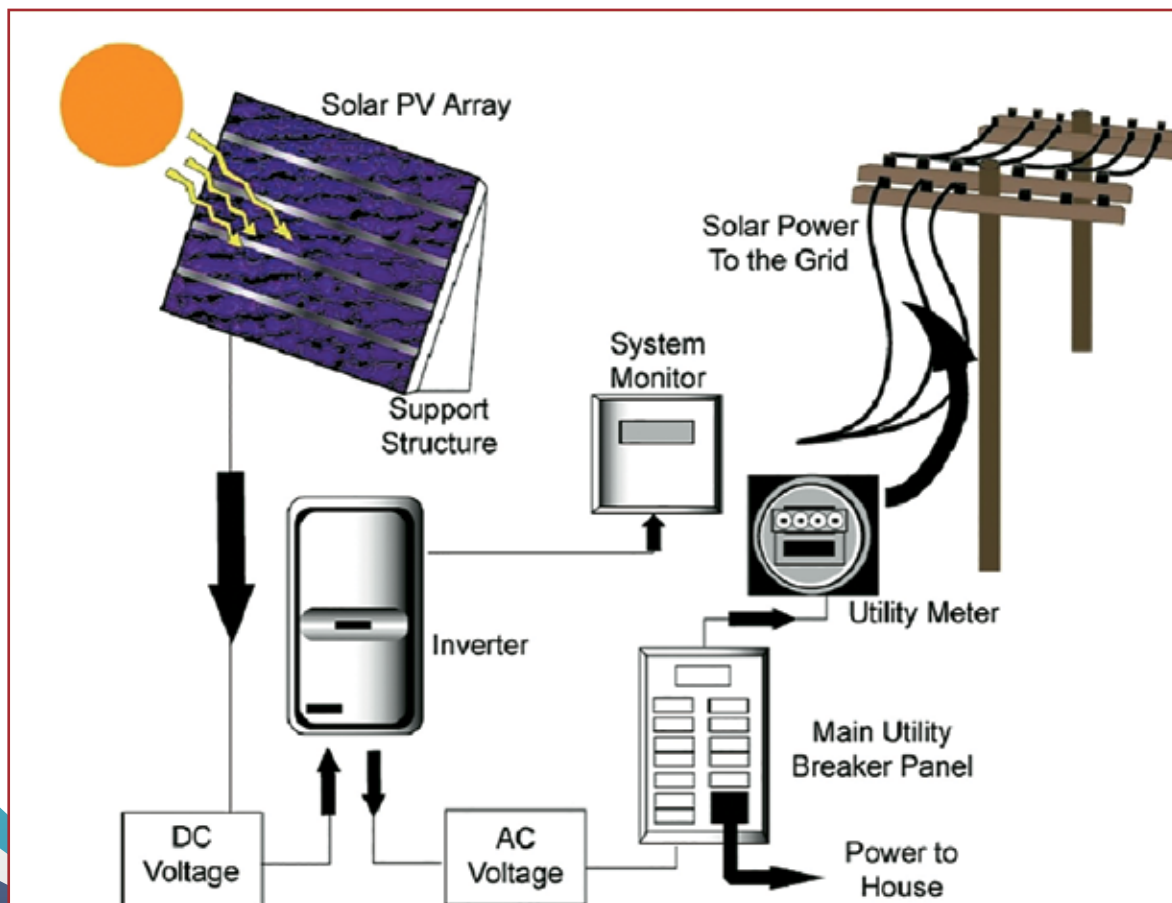 Solar PV Array
Solar Power
To the Grid
System
Monitor
Support
Structure
Utility Meter
Inverter
Main Utility
Breaker Panel
DC
Voltage
AC
Voltage
Power to
House